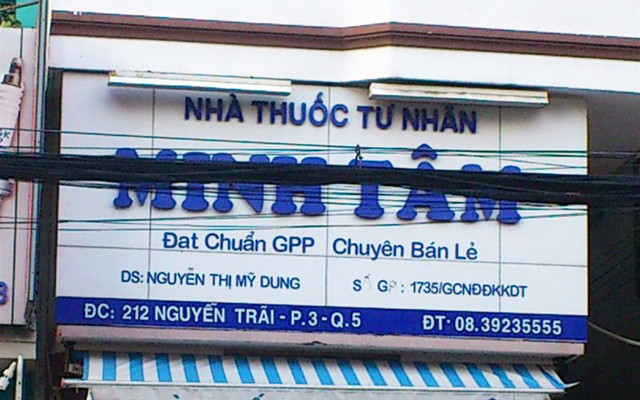 NHÀ THUỐC TƯ NHÂN
MINH TÂM
Đạt Chuẩn GPP Chuyên Bán Lẻ
DS: NGUYỄN THỊ MỸ DUNG SỐ GP: 1735/GCNĐĐKKDT
ĐC: 212 NGUYỄN TRÃI - P.3 - Q.5 ĐT: 08.39235555